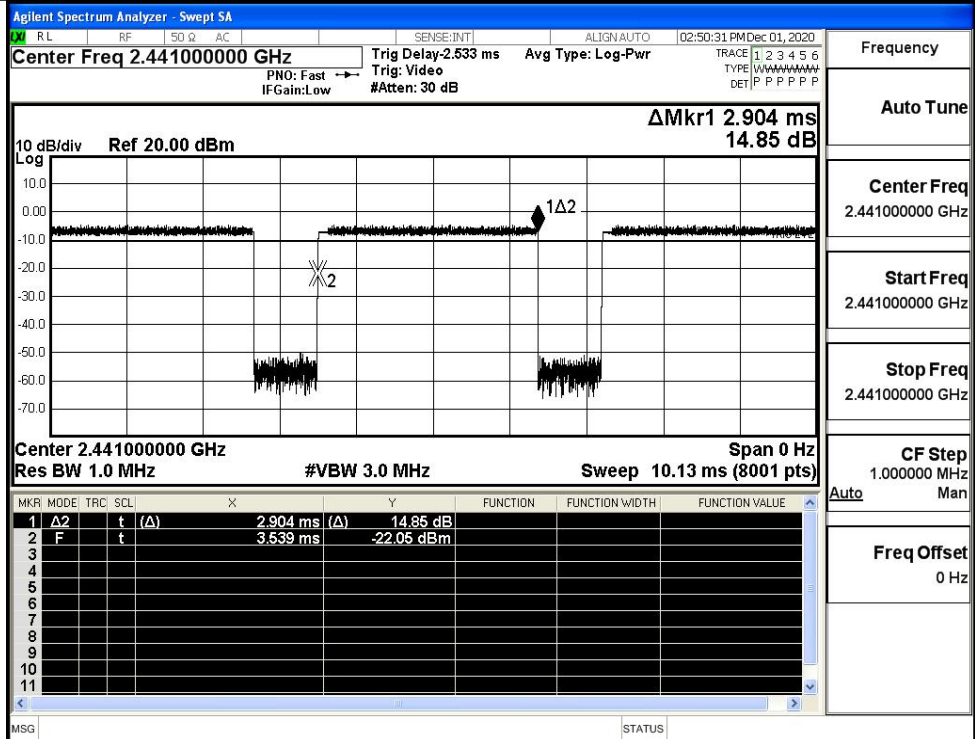 Agilent Spectrum Analyzer - Swept SA
LXI RL RF 50 Ω AC SENSE:INT ALIGNAUTO 02:50:31 PM Dec 01, 2020
Center Freq 2.441000000 GHz
PNO: Fast
IFGain:Low
Trig Delay-2.533 ms
Trig: Video
#Atten: 30 dB
Avg Type: Log-Pwr
TRACE 1 2 3 4 5 6
TYPE WWWWWW
DET P P P P P P
ΔMkr1 2.904 ms
14.85 dB
10 dB/div Ref 20.00 dBm
Log
10.0
0.00
-10.0
-20.0
-30.0
-40.0
-50.0
-60.0
-70.0
1Δ2
2
Center 2.441000000 GHz Span 0 Hz
Res BW 1.0 MHz #VBW 3.0 MHz Sweep 10.13 ms (8001 pts)
MKR MODE TRC SCL X Y FUNCTION FUNCTION WIDTH FUNCTION VALUE
1 Δ2 t (Δ) 2.904 ms (Δ) 14.85 dB
2 F t 3.539 ms -22.05 dBm
3
4
5
6
7
8
9
10
11
MSG STATUS
Frequency
Auto Tune
Center Freq
2.441000000 GHz
Start Freq
2.441000000 GHz
Stop Freq
2.441000000 GHz
CF Step
1.000000 MHz
Auto Man
Freq Offset
0 Hz